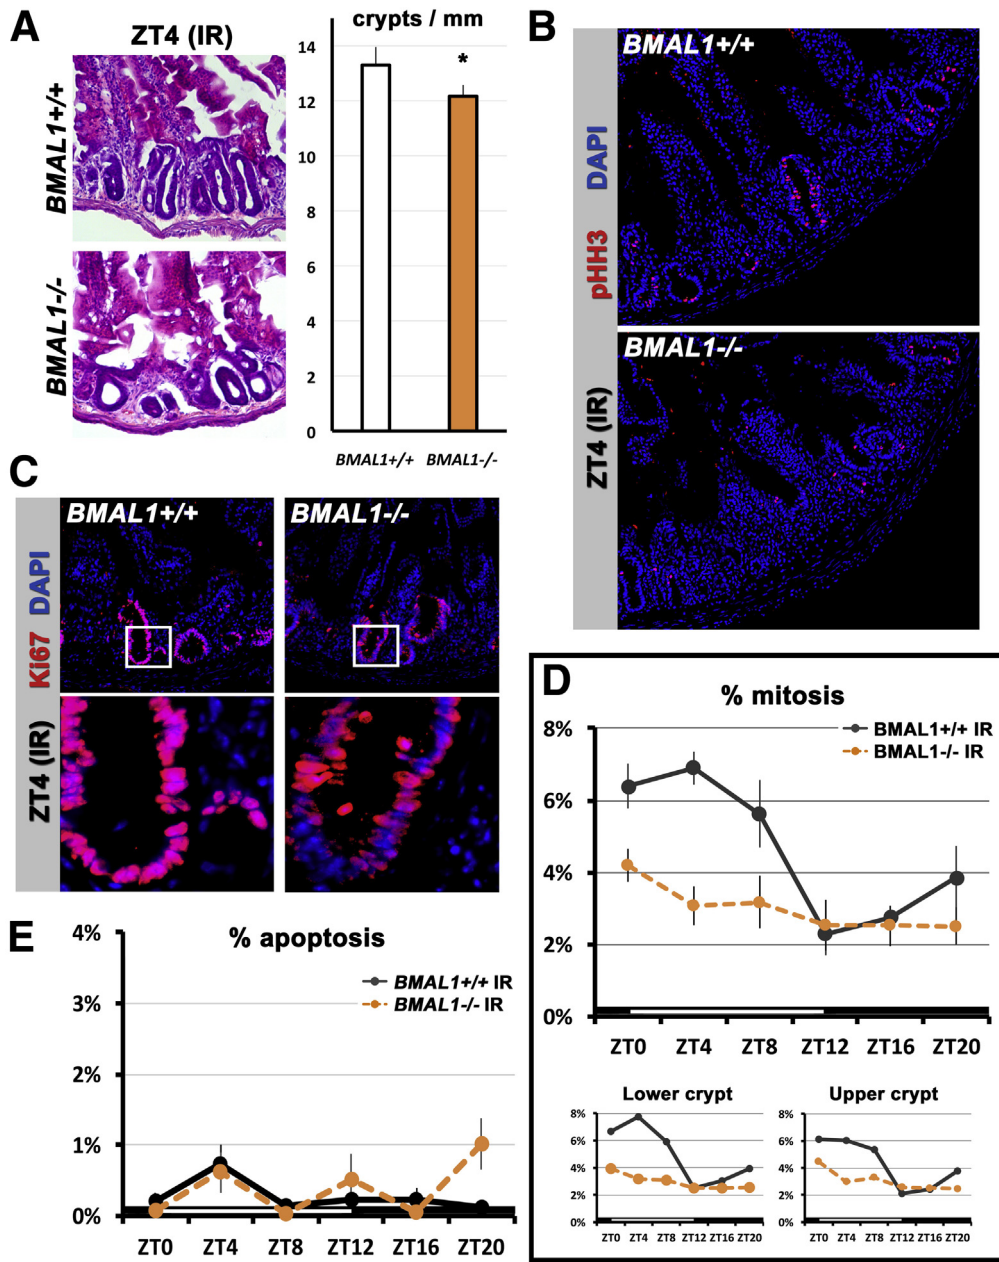 A
ZT4 (IR)
BMAL1+/+
BMAL1-/-
crypts / mm
14
12
10
8
6
4
2
0
*
BMAL1+/+ BMAL1-/-
B
pHH3 DAPI
ZT4 (IR)
BMAL1+/+
BMAL1-/-
C
Ki67 DAPI
ZT4 (IR)
BMAL1+/+
BMAL1-/-
D
% mitosis
BMAL1+/+ IR
BMAL1-/- IR
8%
6%
4%
2%
0%
ZT0 ZT4 ZT8 ZT12 ZT16 ZT20
Lower crypt
8%
6%
4%
2%
0%
ZT0 ZT4 ZT8 ZT12 ZT16 ZT20
Upper crypt
8%
6%
4%
2%
0%
ZT0 ZT4 ZT8 ZT12 ZT16 ZT20
E
% apoptosis
BMAL1+/+ IR
BMAL1-/- IR
4%
3%
2%
1%
0%
ZT0 ZT4 ZT8 ZT12 ZT16 ZT20